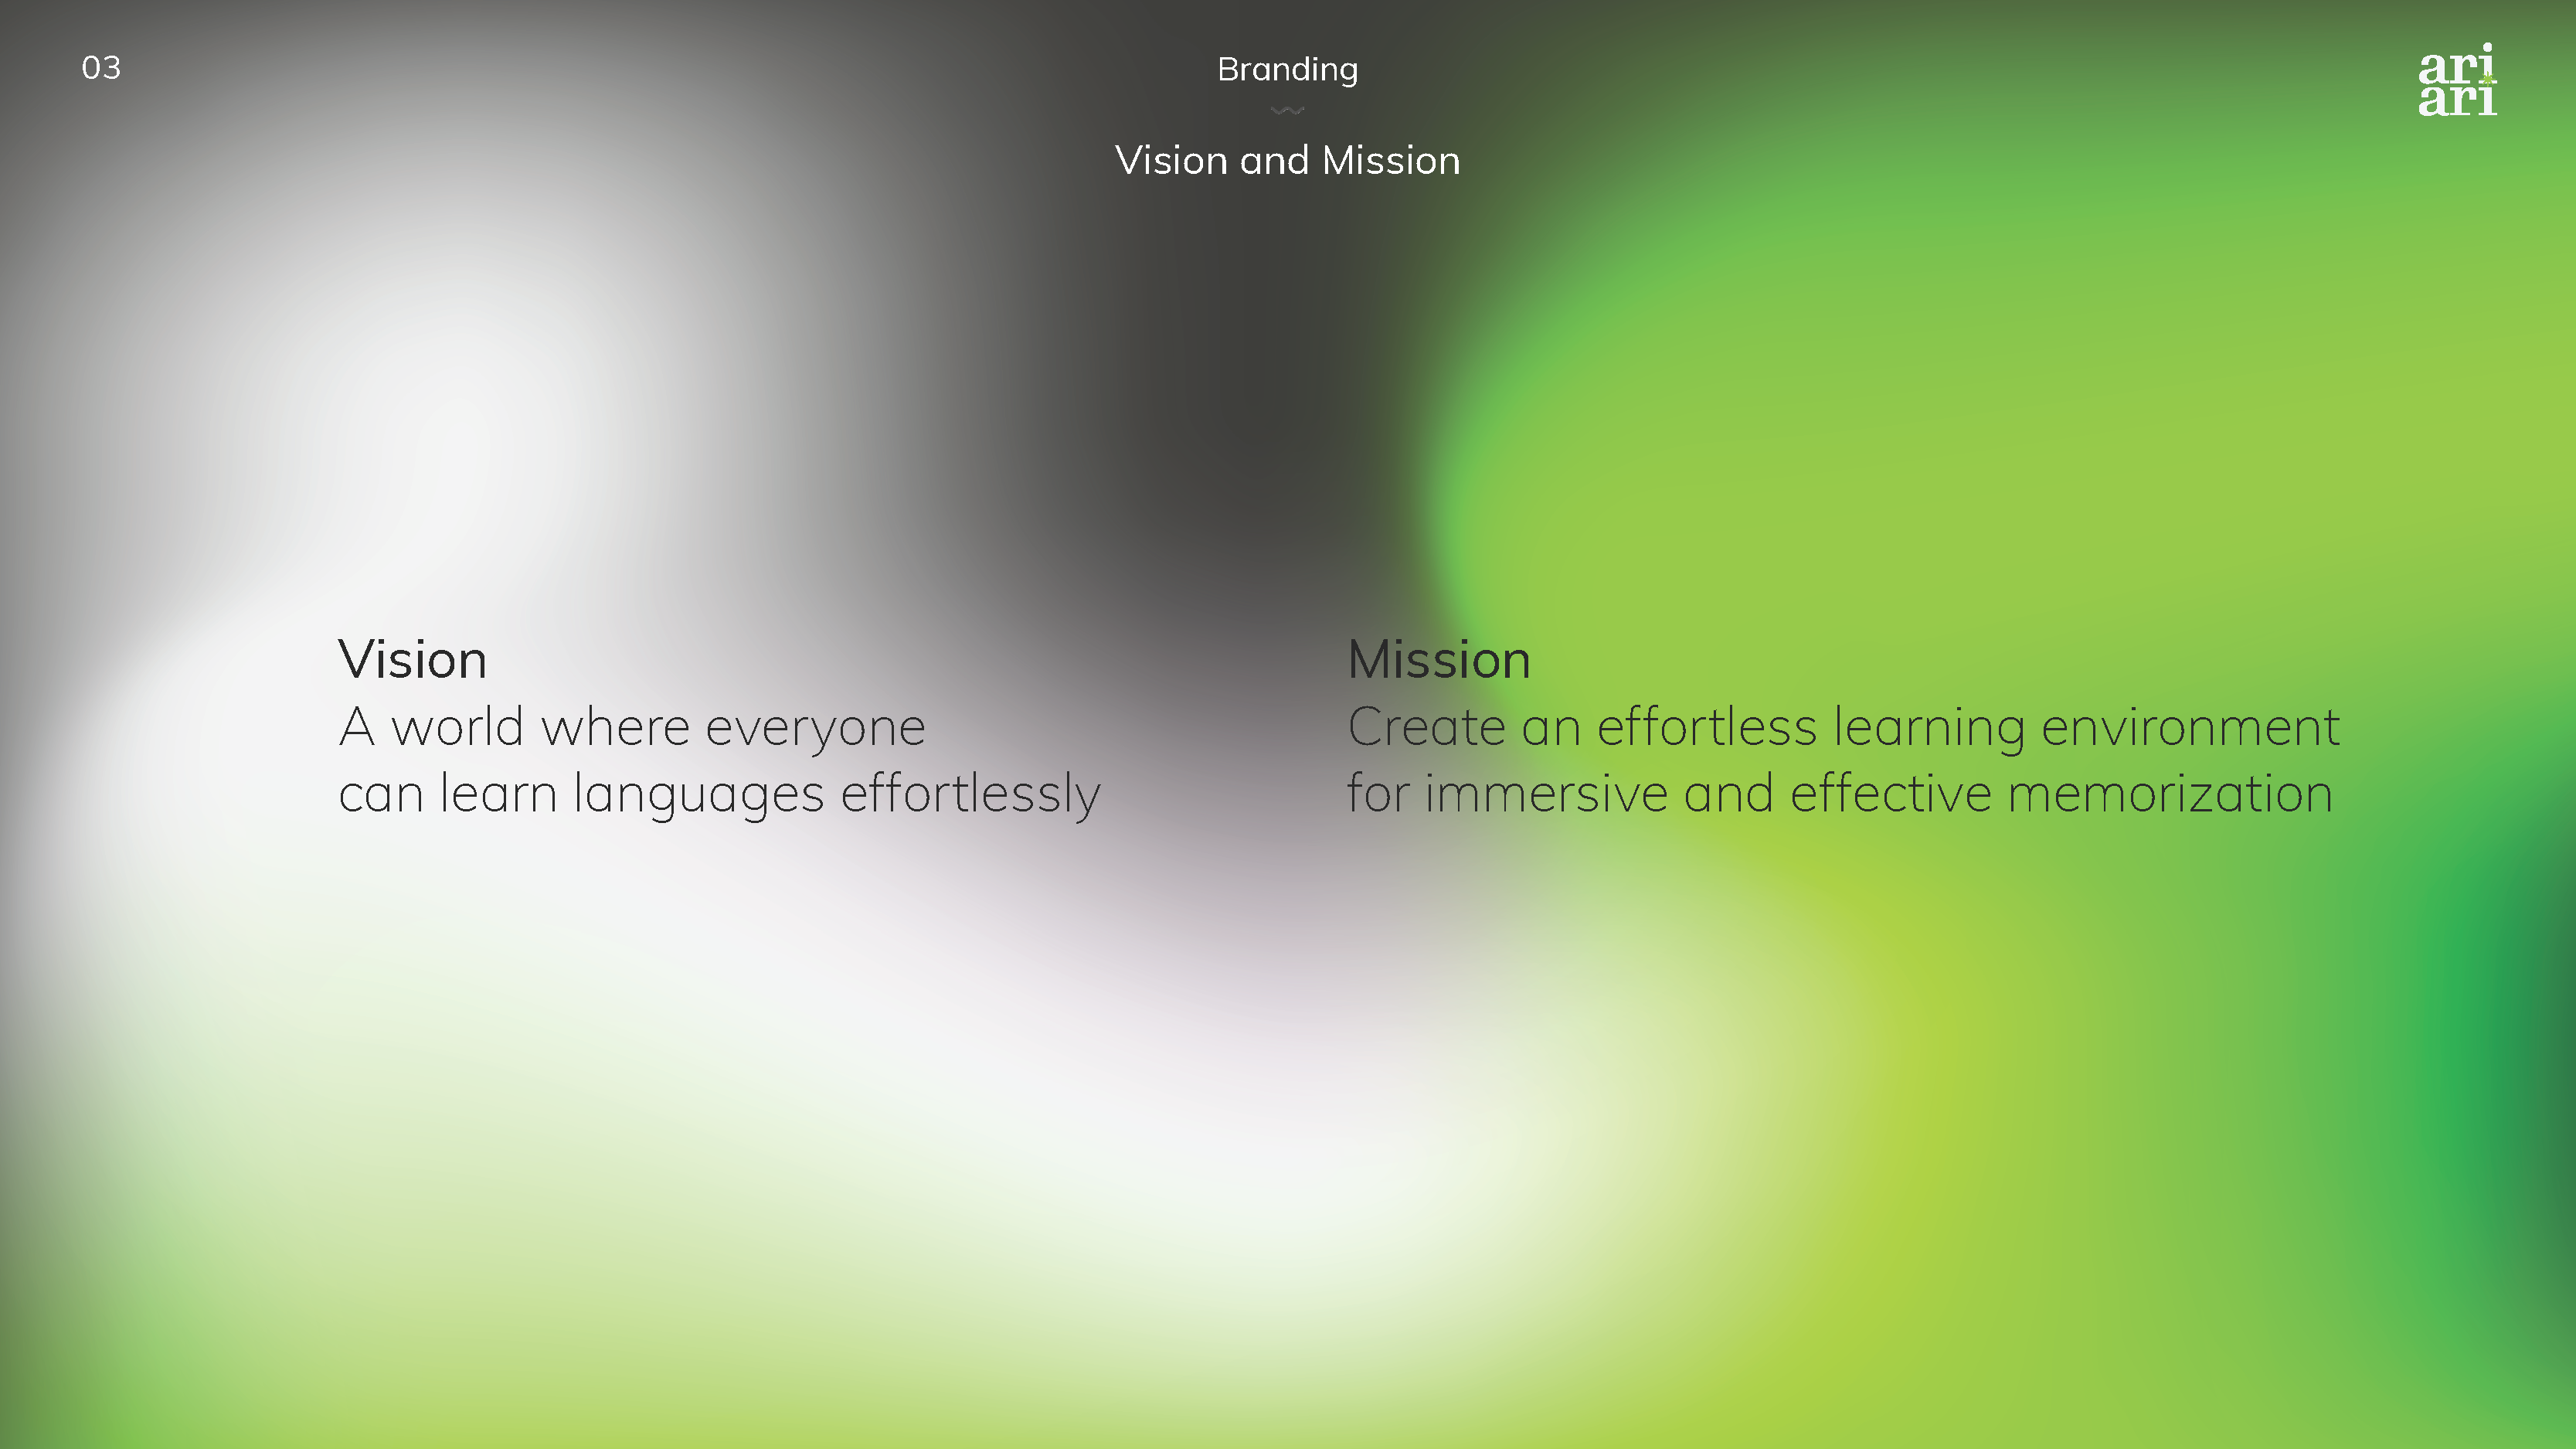 03
Branding
ari
ari
Vision and Mission
Vision
A world where everyone
can learn languages effortlessly
Mission
Create an effortless learning environment
for immersive and effective memorization